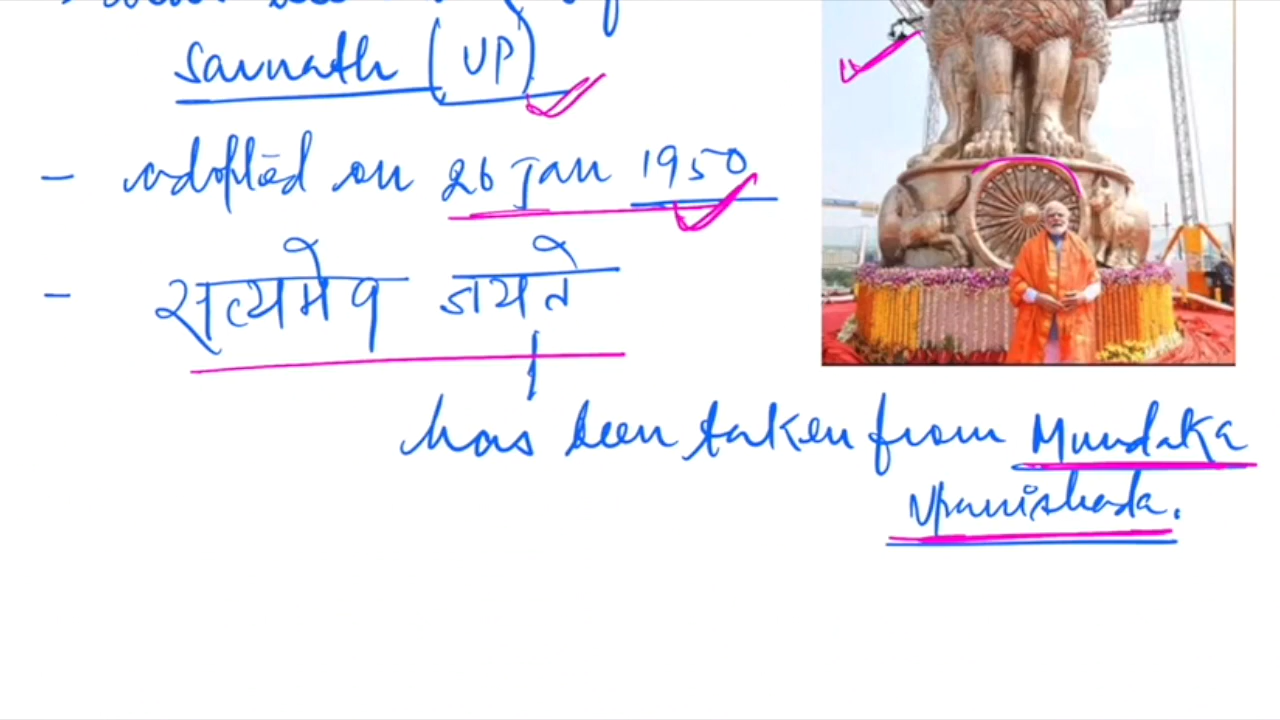 Sarnath (UP)
- adopted on 26 Jan 1950
- सत्यमेव जयते
has been taken from Mundaka
Upanishada.